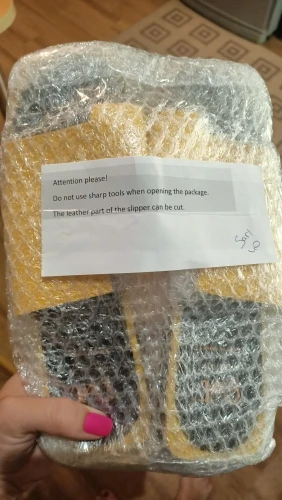 Attention please!
Do not use sharp tools when opening the package.
The leather part of the slipper can be cut.
Sarı